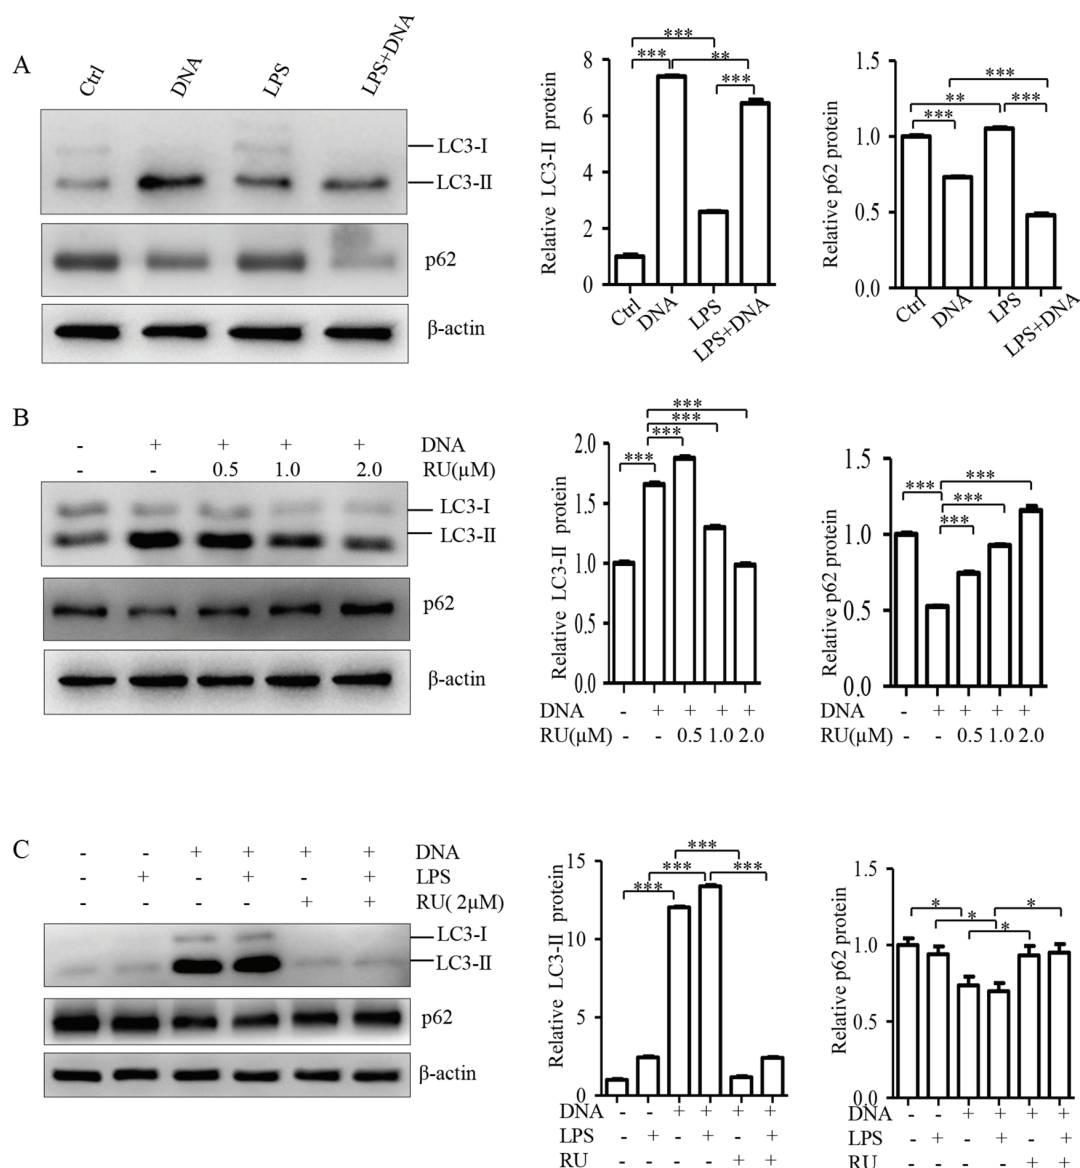 A
Ctrl DNA LPS LPS+DNA
LC3-I
LC3-II
p62
β-actin
Relative LC3-II protein
8
6
4
2
0
*** *** ** ***
Ctrl DNA LPS LPS+DNA
Relative p62 protein
1.5
1.0
0.5
0.0
*** ** *** ***
Ctrl DNA LPS LPS+DNA
B
- + + + + DNA
- - 0.5 1.0 2.0 RU(μM)
LC3-I
LC3-II
p62
β-actin
Relative LC3-II protein
2.0
1.5
1.0
0.5
0.0
*** *** *** ***
DNA - + + + +
RU(μM) - - 0.5 1.0 2.0
Relative p62 protein
1.5
1.0
0.5
0.0
*** *** *** ***
DNA - + + + +
RU(μM) - - 0.5 1.0 2.0
C
- - + + + + DNA
- + - + - + LPS
- - - - + + RU( 2μM)
LC3-I
LC3-II
p62
β-actin
Relative LC3-II protein
15
10
5
0
*** *** *** ***
DNA - - + + + +
LPS - + - + - +
RU - - - - + +
Relative p62 protein
1.5
1.0
0.5
0.0
* * * *
DNA - - + + + +
LPS - + - + - +
RU - - - - + +